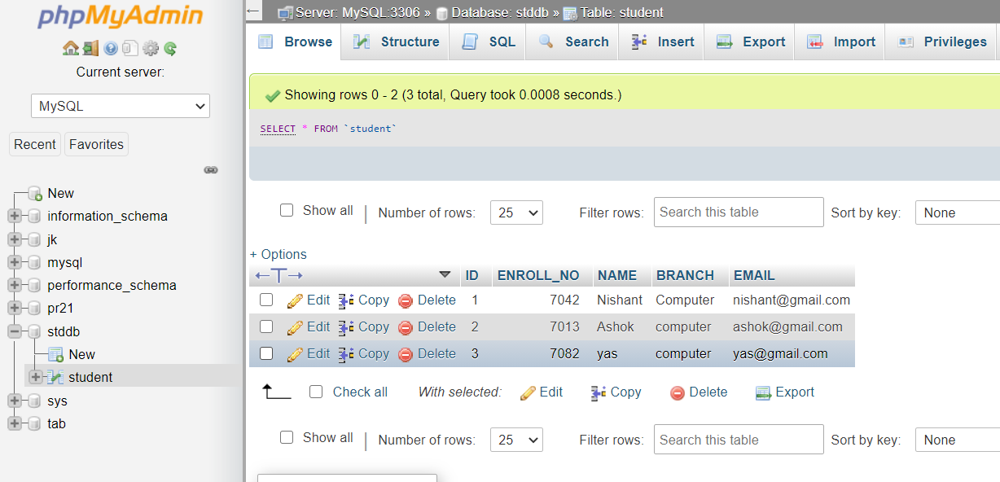 phpMyAdmin
Current server:
MySQL
Recent Favorites
New
information_schema
jk
mysql
performance_schema
pr21
stddb
New
student
sys
tab
Server: MySQL:3306 » Database: stddb » Table: student
Browse Structure SQL Search Insert Export Import Privileges
Showing rows 0 - 2 (3 total, Query took 0.0008 seconds.)
SELECT * FROM `student`
Show all | Number of rows: 25 Filter rows: Search this table Sort by key: None
+ Options
←T→ ID ENROLL_NO NAME BRANCH EMAIL
Edit Copy Delete 1 7042 Nishant Computer nishant@gmail.com
Edit Copy Delete 2 7013 Ashok computer ashok@gmail.com
Edit Copy Delete 3 7082 yas computer yas@gmail.com
Check all With selected: Edit Copy Delete Export
Show all | Number of rows: 25 Filter rows: Search this table Sort by key: None